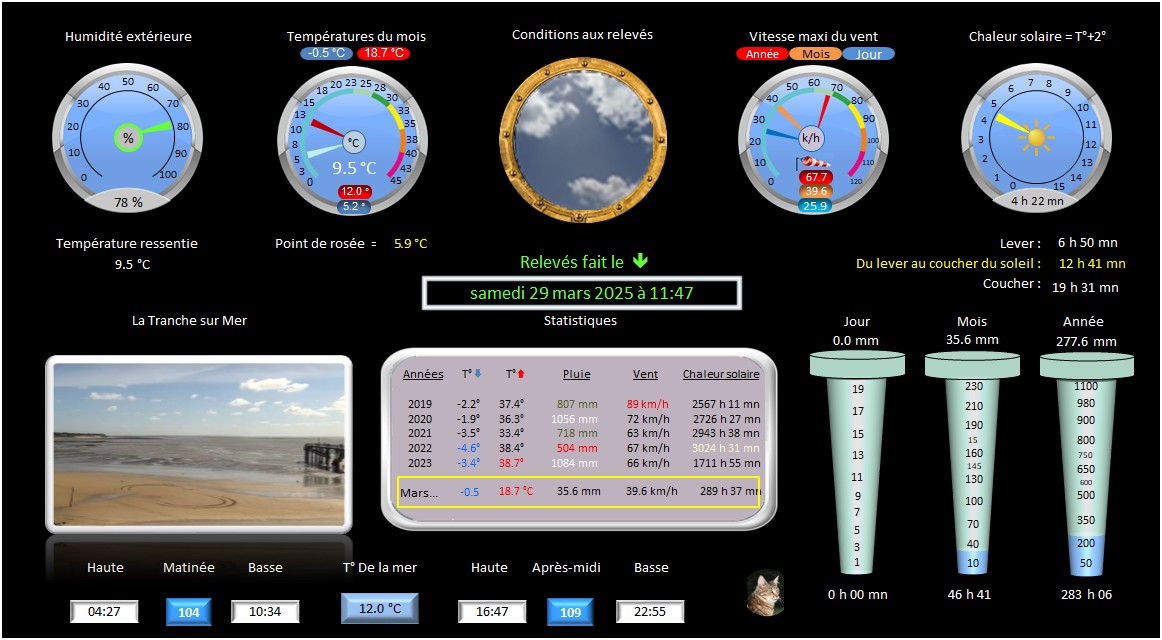 Humidité extérieure
Températures du mois
-0.5 °C 18.7 °C
Conditions aux relevés
Vitesse maxi du vent
Année Mois Jour
Chaleur solaire = T°+2°
0 10 20 30 40 50 60 70 80 90 100
%
78 %
0 3 5 8 10 13 15 18 20 23 25 28 30 33 35 38 40 43 45
°C
9.5 °C
12.0 °
5.2 °
0 10 20 30 40 50 60 70 80 90 100 110 120
k/h
67.7
39.6
25.9
0 1 2 3 4 5 6 7 8 9 10 11 12 13 14 15
4 h 22 mn
Température ressentie
9.5 °C
Point de rosée = 5.9 °C
Relevés fait le
samedi 29 mars 2025 à 11:47
Lever : 6 h 50 mn
Du lever au coucher du soleil : 12 h 41 mn
Coucher : 19 h 31 mn
La Tranche sur Mer
Statistiques
Années T° T° Pluie Vent Chaleur solaire
2019 -2.2° 37.4° 807 mm 89 km/h 2567 h 11 mn
2020 -1.9° 36.3° 1056 mm 72 km/h 2726 h 27 mn
2021 -3.5° 33.4° 718 mm 63 km/h 2943 h 38 mn
2022 -4.6° 38.4° 504 mm 67 km/h 3024 h 31 mn
2023 -3.4° 38.7° 1084 mm 66 km/h 1711 h 55 mn
Mars... -0.5 18.7 °C 35.6 mm 39.6 km/h 289 h 37 mn
Jour
0.0 mm
19
17
15
13
11
9
7
5
3
1
0 h 00 mn
Mois
35.6 mm
230
210
190
15
160
145
130
100
70
40
10
46 h 41
Année
277.6 mm
1100
980
900
800
750
650
600
500
350
200
50
283 h 06
Haute Matinée Basse
04:27 104 10:34
T° De la mer
12.0 °C
Haute Après-midi Basse
16:47 109 22:55